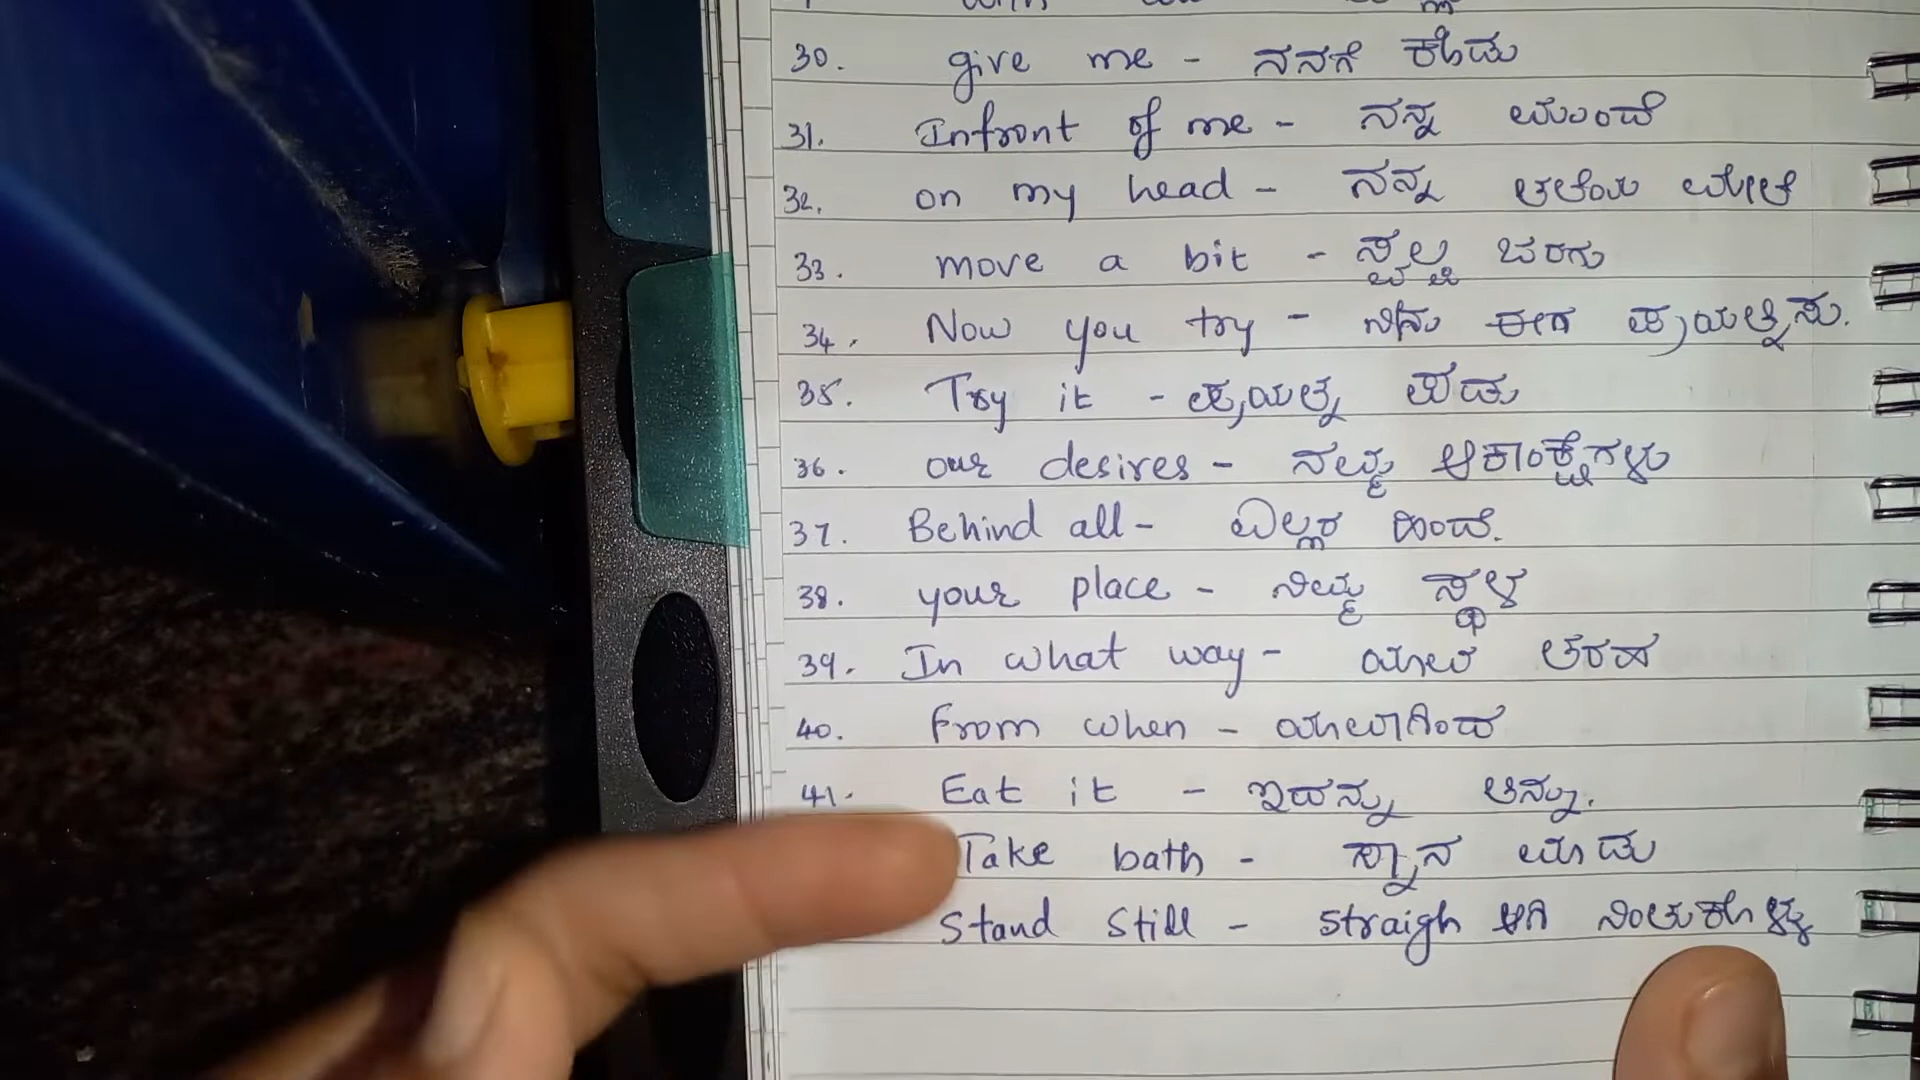 30. give me - ನನಗೆ ಕೊಡು
31. Infront of me - ನನ್ನ ಮುಂದೆ
32. on my head - ನನ್ನ ತಲೆಯ ಮೇಲೆ
33. move a bit - ಸ್ವಲ್ಪ ಜರಗು
34. Now you try - ನೀನು ಈಗ ಪ್ರಯತ್ನಿಸು.
35. Try it - ಪ್ರಯತ್ನ ಪಡು
36. our desires - ನಮ್ಮ ಆಕಾಂಕ್ಷೆಗಳು
37. Behind all - ಎಲ್ಲರ ಹಿಂದೆ.
38. your place - ನಿಮ್ಮ ಸ್ಥಳ
39. In what way - ಯಾವ ತರಹ
40. From when - ಯಾವಾಗಿಂದ
41. Eat it - ಇದನ್ನು ತಿನ್ನು.
Take bath - ಸ್ನಾನ ಮಾಡು
Stand Still - Straigh ಆಗಿ ನಿಂತುಕೊಳ್ಳಿ